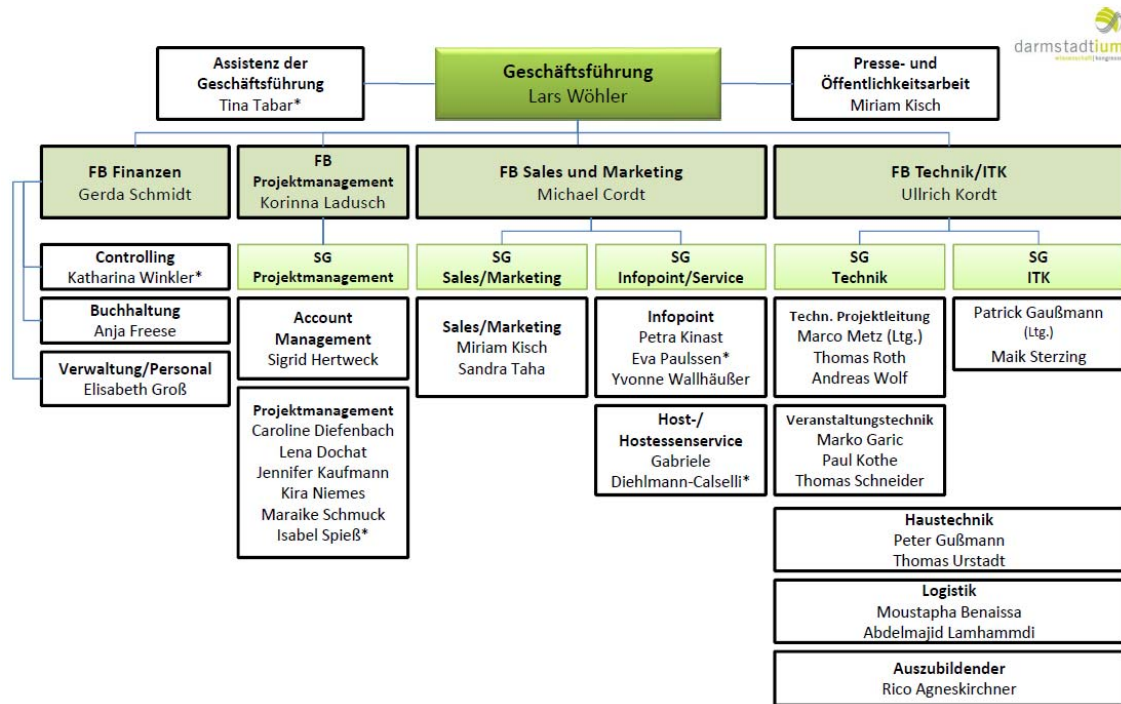 darmstadtium
wissenschaft | kongresse
Assistenz der
Geschäftsführung
Tina Tabar*
Geschäftsführung
Lars Wöhler
Presse- und
Öffentlichkeitsarbeit
Miriam Kisch
FB Finanzen
Gerda Schmidt
FB
Projektmanagement
Korinna Ladusch
FB Sales und Marketing
Michael Cordt
FB Technik/ITK
Ullrich Kordt
Controlling
Katharina Winkler*
Buchhaltung
Anja Freese
Verwaltung/Personal
Elisabeth Groß
SG
Projektmanagement
Account
Management
Sigrid Hertweck
Projektmanagement
Caroline Diefenbach
Lena Dochat
Jennifer Kaufmann
Kira Niemes
Maraike Schmuck
Isabel Spieß*
SG
Sales/Marketing
Sales/Marketing
Miriam Kisch
Sandra Taha
SG
Infopoint/Service
Infopoint
Petra Kinast
Eva Paulssen*
Yvonne Wallhäußer
Host-/
Hostessenservice
Gabriele
Diehlmann-Calselli*
SG
Technik
Techn. Projektleitung
Marco Metz (Ltg.)
Thomas Roth
Andreas Wolf
Veranstaltungstechnik
Marko Garic
Paul Kothe
Thomas Schneider
SG
ITK
Patrick Gaußmann
(Ltg.)
Maik Sterzing
Haustechnik
Peter Gußmann
Thomas Urstadt
Logistik
Moustapha Benaissa
Abdelmajid Lamhammdi
Auszubildender
Rico Agneskirchner